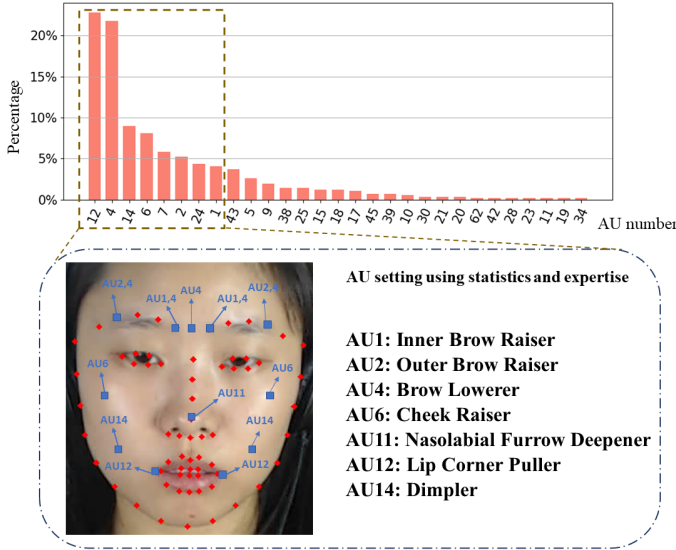 20%
15%
10%
5%
0%
Percentage
12 4 14 6 7 2 24 1 43 5 9 38 25 15 18 17 45 39 10 30 21 20 62 42 28 23 11 19 34
AU number
AU setting using statistics and expertise
AU2,4 AU1,4 AU4 AU1,4 AU2,4
AU6 AU6
AU11
AU14 AU14
AU12 AU12
AU1: Inner Brow Raiser
AU2: Outer Brow Raiser
AU4: Brow Lowerer
AU6: Cheek Raiser
AU11: Nasolabial Furrow Deepener
AU12: Lip Corner Puller
AU14: Dimpler